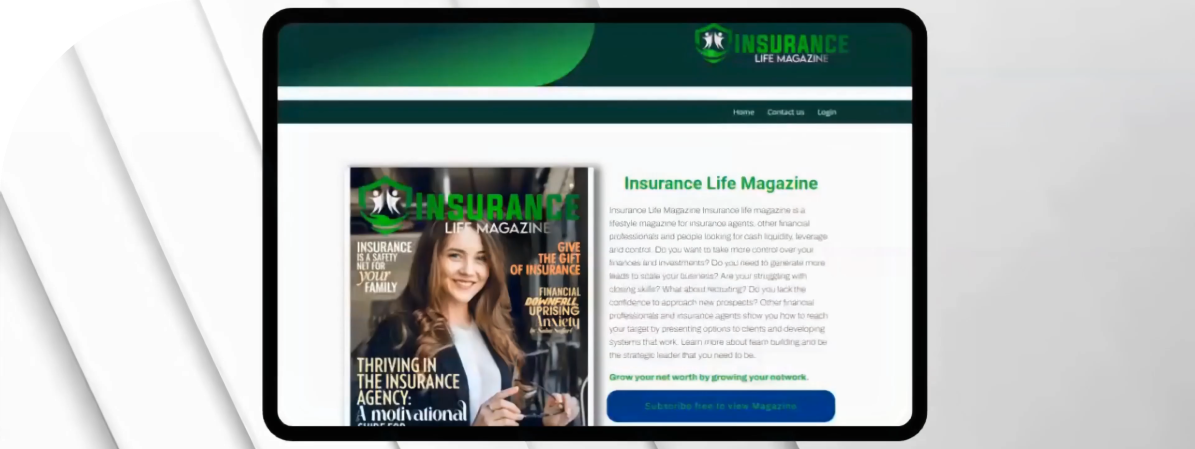 INSURANCE
LIFE MAGAZINE
Home Contact us Login
INSURANCE
LIFE MAGAZINE
INSURANCE
IS A SAFETY
NET FOR
your
FAMILY
GIVE
THE GIFT
OF INSURANCE
FINANCIAL
DOWNFALL
UPRISING
Anxiety
THRIVING IN
THE INSURANCE
AGENCY:
A motivational
GUIDE FOR
Insurance Life Magazine
Insurance Life Magazine Insurance life magazine is a
lifestyle magazine for insurance agents, other financial
professionals and people looking for cash liquidity, leverage
and control. Do you want to take more control over your
finances and investments? Do you need to generate more
leads to scale your business? Are your struggling with
closing skills? What about recruiting? Do you lack the
confidence to approach new prospects? Other financial
professionals and insurance agents show you how to reach
your target by presenting options to clients and developing
systems that work. Learn more about team building and be
the strategic leader that you need to be.
Grow your net worth by growing your network.
Subscribe free to view Magazine